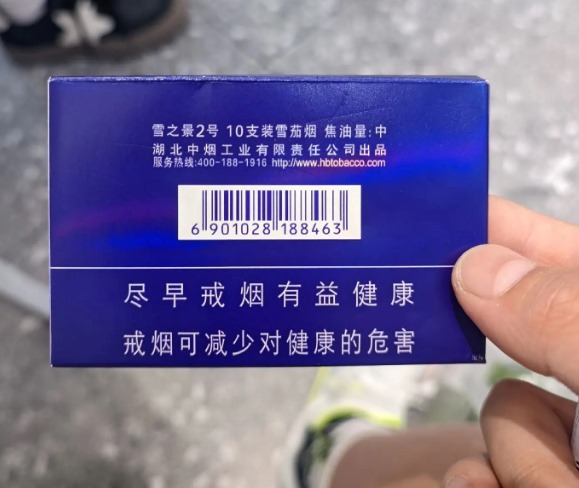 雪之景2号 10支装雪茄烟 焦油量:中
湖北中烟工业有限责任公司出品
服务热线:400-188-1916 http://www.hbtobacco.com
6 901028 188463
尽早戒烟有益健康
戒烟可减少对健康的危害